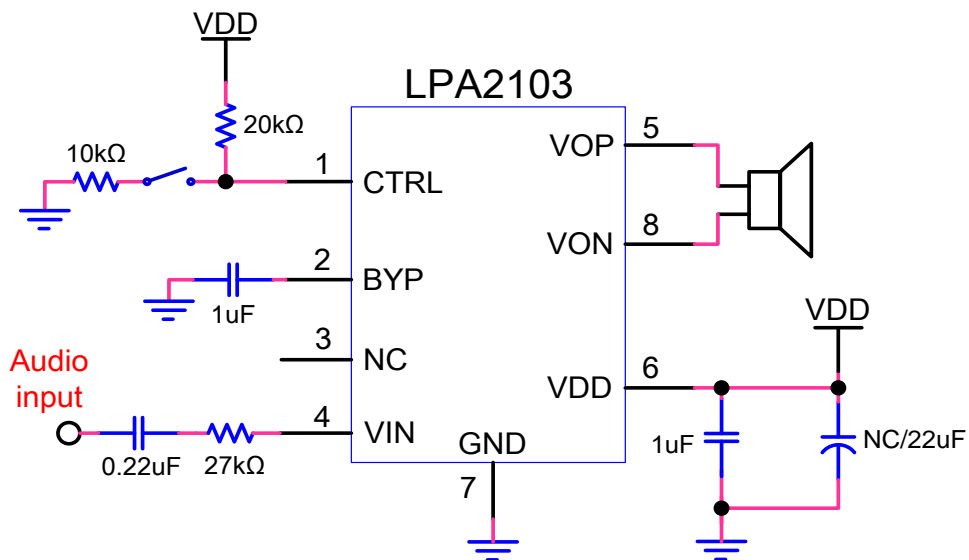 VDD
LPA2103
20kΩ
10kΩ
1
CTRL
VOP
5
VON
8
2
BYP
1uF
3
NC
VDD
Audio
input
VDD
6
4
VIN
GND
1uF
NC/22uF
0.22uF
27kΩ
7